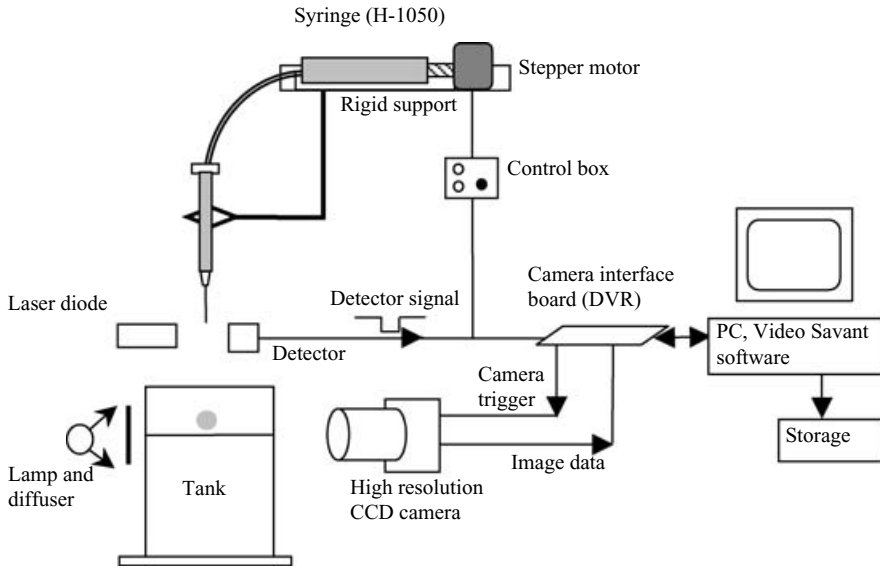 Syringe (H-1050)
Stepper motor
Rigid support
Control box
Camera interface
board (DVR)
Laser diode
Detector signal
Detector
PC, Video Savant
software
Camera
trigger
Storage
Image data
Lamp and
diffuser
Tank
High resolution
CCD camera